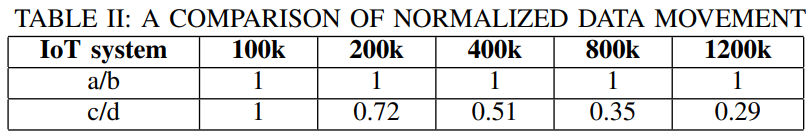 TABLE II: A COMPARISON OF NORMALIZED DATA MOVEMENT
IoT system 100k 200k 400k 800k 1200k
a/b 1 1 1 1 1
c/d 1 0.72 0.51 0.35 0.29